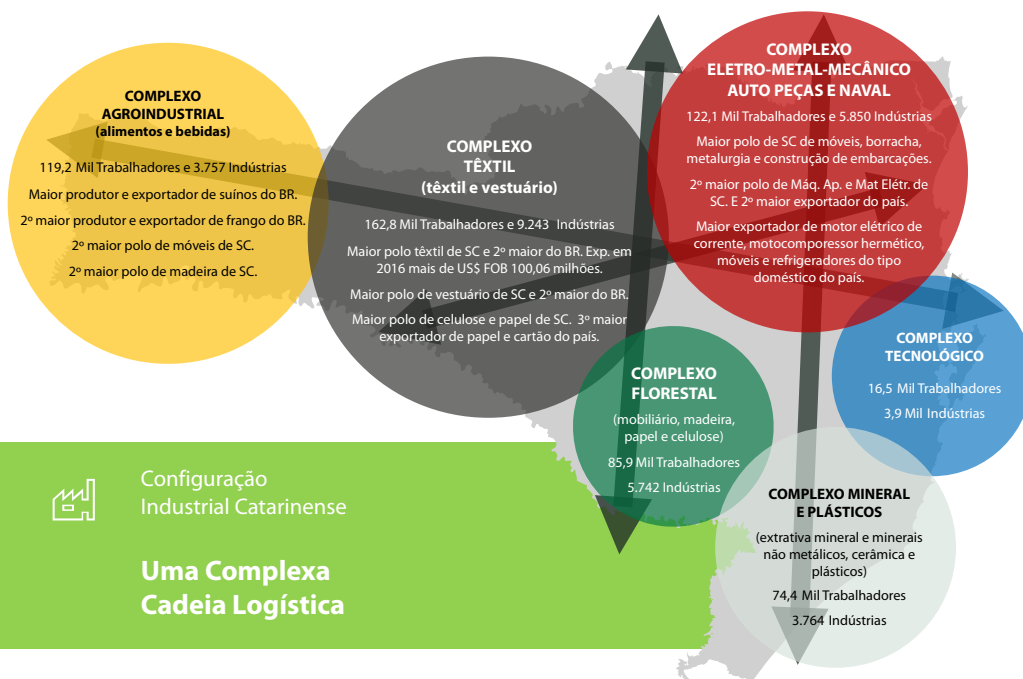 COMPLEXO
AGROINDUSTRIAL
(alimentos e bebidas)
119,2 Mil Trabalhadores e 3.757 Indústrias
Maior produtor e exportador de suínos do BR.
2º maior produtor e exportador de frango do BR.
2º maior polo de móveis de SC.
2º maior polo de madeira de SC.
COMPLEXO
TÊXTIL
(têxtil e vestuário)
162,8 Mil Trabalhadores e 9.243 Indústrias
Maior polo têxtil de SC e 2º maior do BR. Exp. em
2016 mais de US$ FOB 100,06 milhões.
Maior polo de vestuário de SC e 2º maior do BR.
Maior polo de celulose e papel de SC. 3º maior
exportador de papel e cartão do país.
COMPLEXO
ELETRO-METAL-MECÂNICO
AUTO PEÇAS E NAVAL
122,1 Mil Trabalhadores e 5.850 Indústrias
Maior polo de SC de móveis, borracha,
metalurgia e construção de embarcações.
2º maior polo de Máq. Ap. e Mat Elétr. de
SC. E 2º maior exportador do país.
Maior exportador de motor elétrico de
corrente, motocomporessor hermético,
móveis e refrigeradores do tipo
doméstico do país.
COMPLEXO
TECNOLÓGICO
16,5 Mil Trabalhadores
3,9 Mil Indústrias
COMPLEXO
FLORESTAL
(mobiliário, madeira,
papel e celulose)
85,9 Mil Trabalhadores
5.742 Indústrias
COMPLEXO MINERAL
E PLÁSTICOS
(extrativa mineral e minerais
não metálicos, cerâmica e
plásticos)
74,4 Mil Trabalhadores
3.764 Indústrias
Configuração
Industrial Catarinense
Uma Complexa
Cadeia Logística